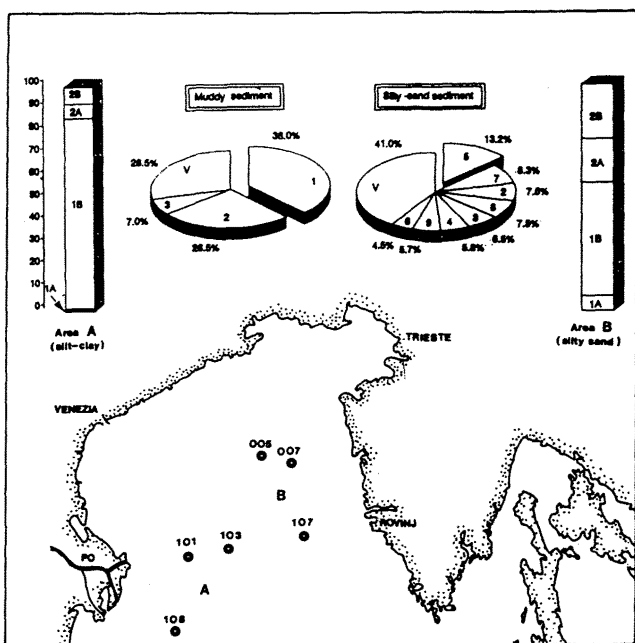 100
90
80
70
60
50
40
30
20
10
0
2B
2A
1B
1A
Area A
(silt-clay)
Muddy sediment
36.0%
28.5%
V
1
3
2
7.0%
28.5%
Silty-sand sediment
41.0%
13.2%
V
5
7
2
8
3
4
9
6
8.3%
7.9%
7.9%
6.8%
5.8%
5.7%
4.5%
2B
2A
1B
1A
Area B
(silty sand)
TRIESTE
VENEZIA
005
007
B
ROVINJ
107
101
103
PO
A
108